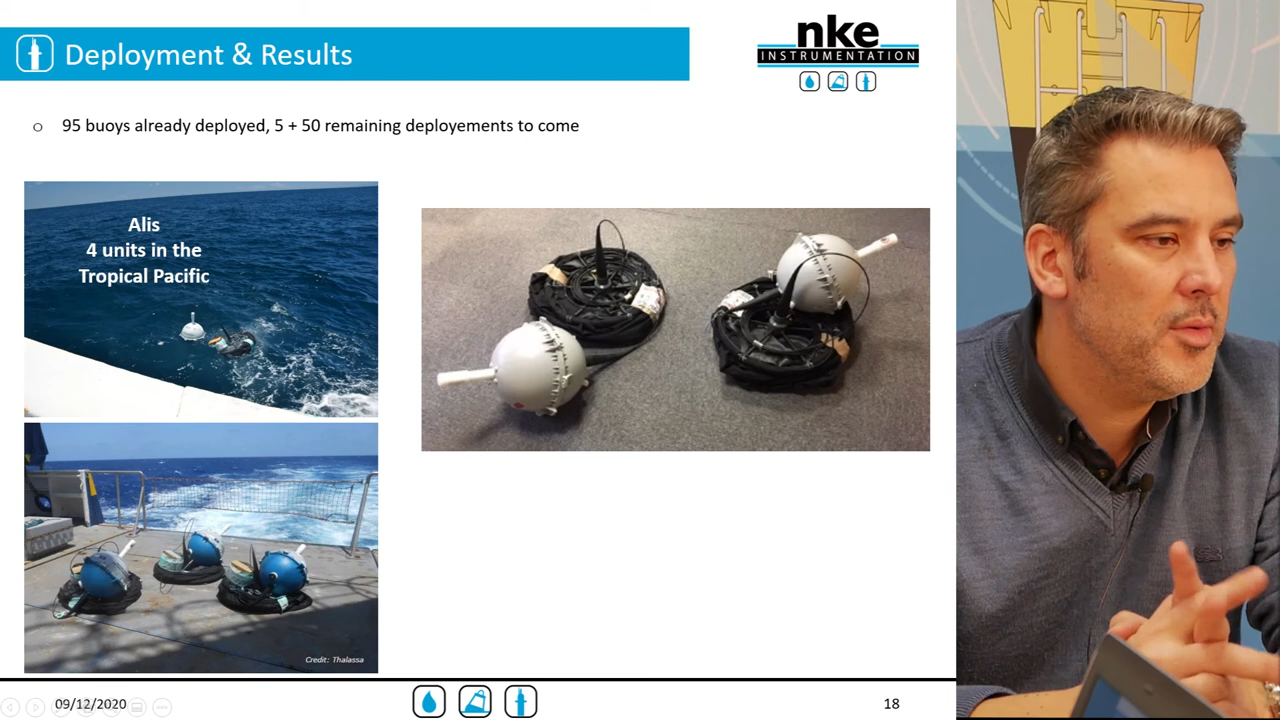 Deployment & Results
nke
INSTRUMENTATION
95 buoys already deployed, 5 + 50 remaining deployements to come
Alis
4 units in the
Tropical Pacific
Credit: Thalassa
09/12/2020
18